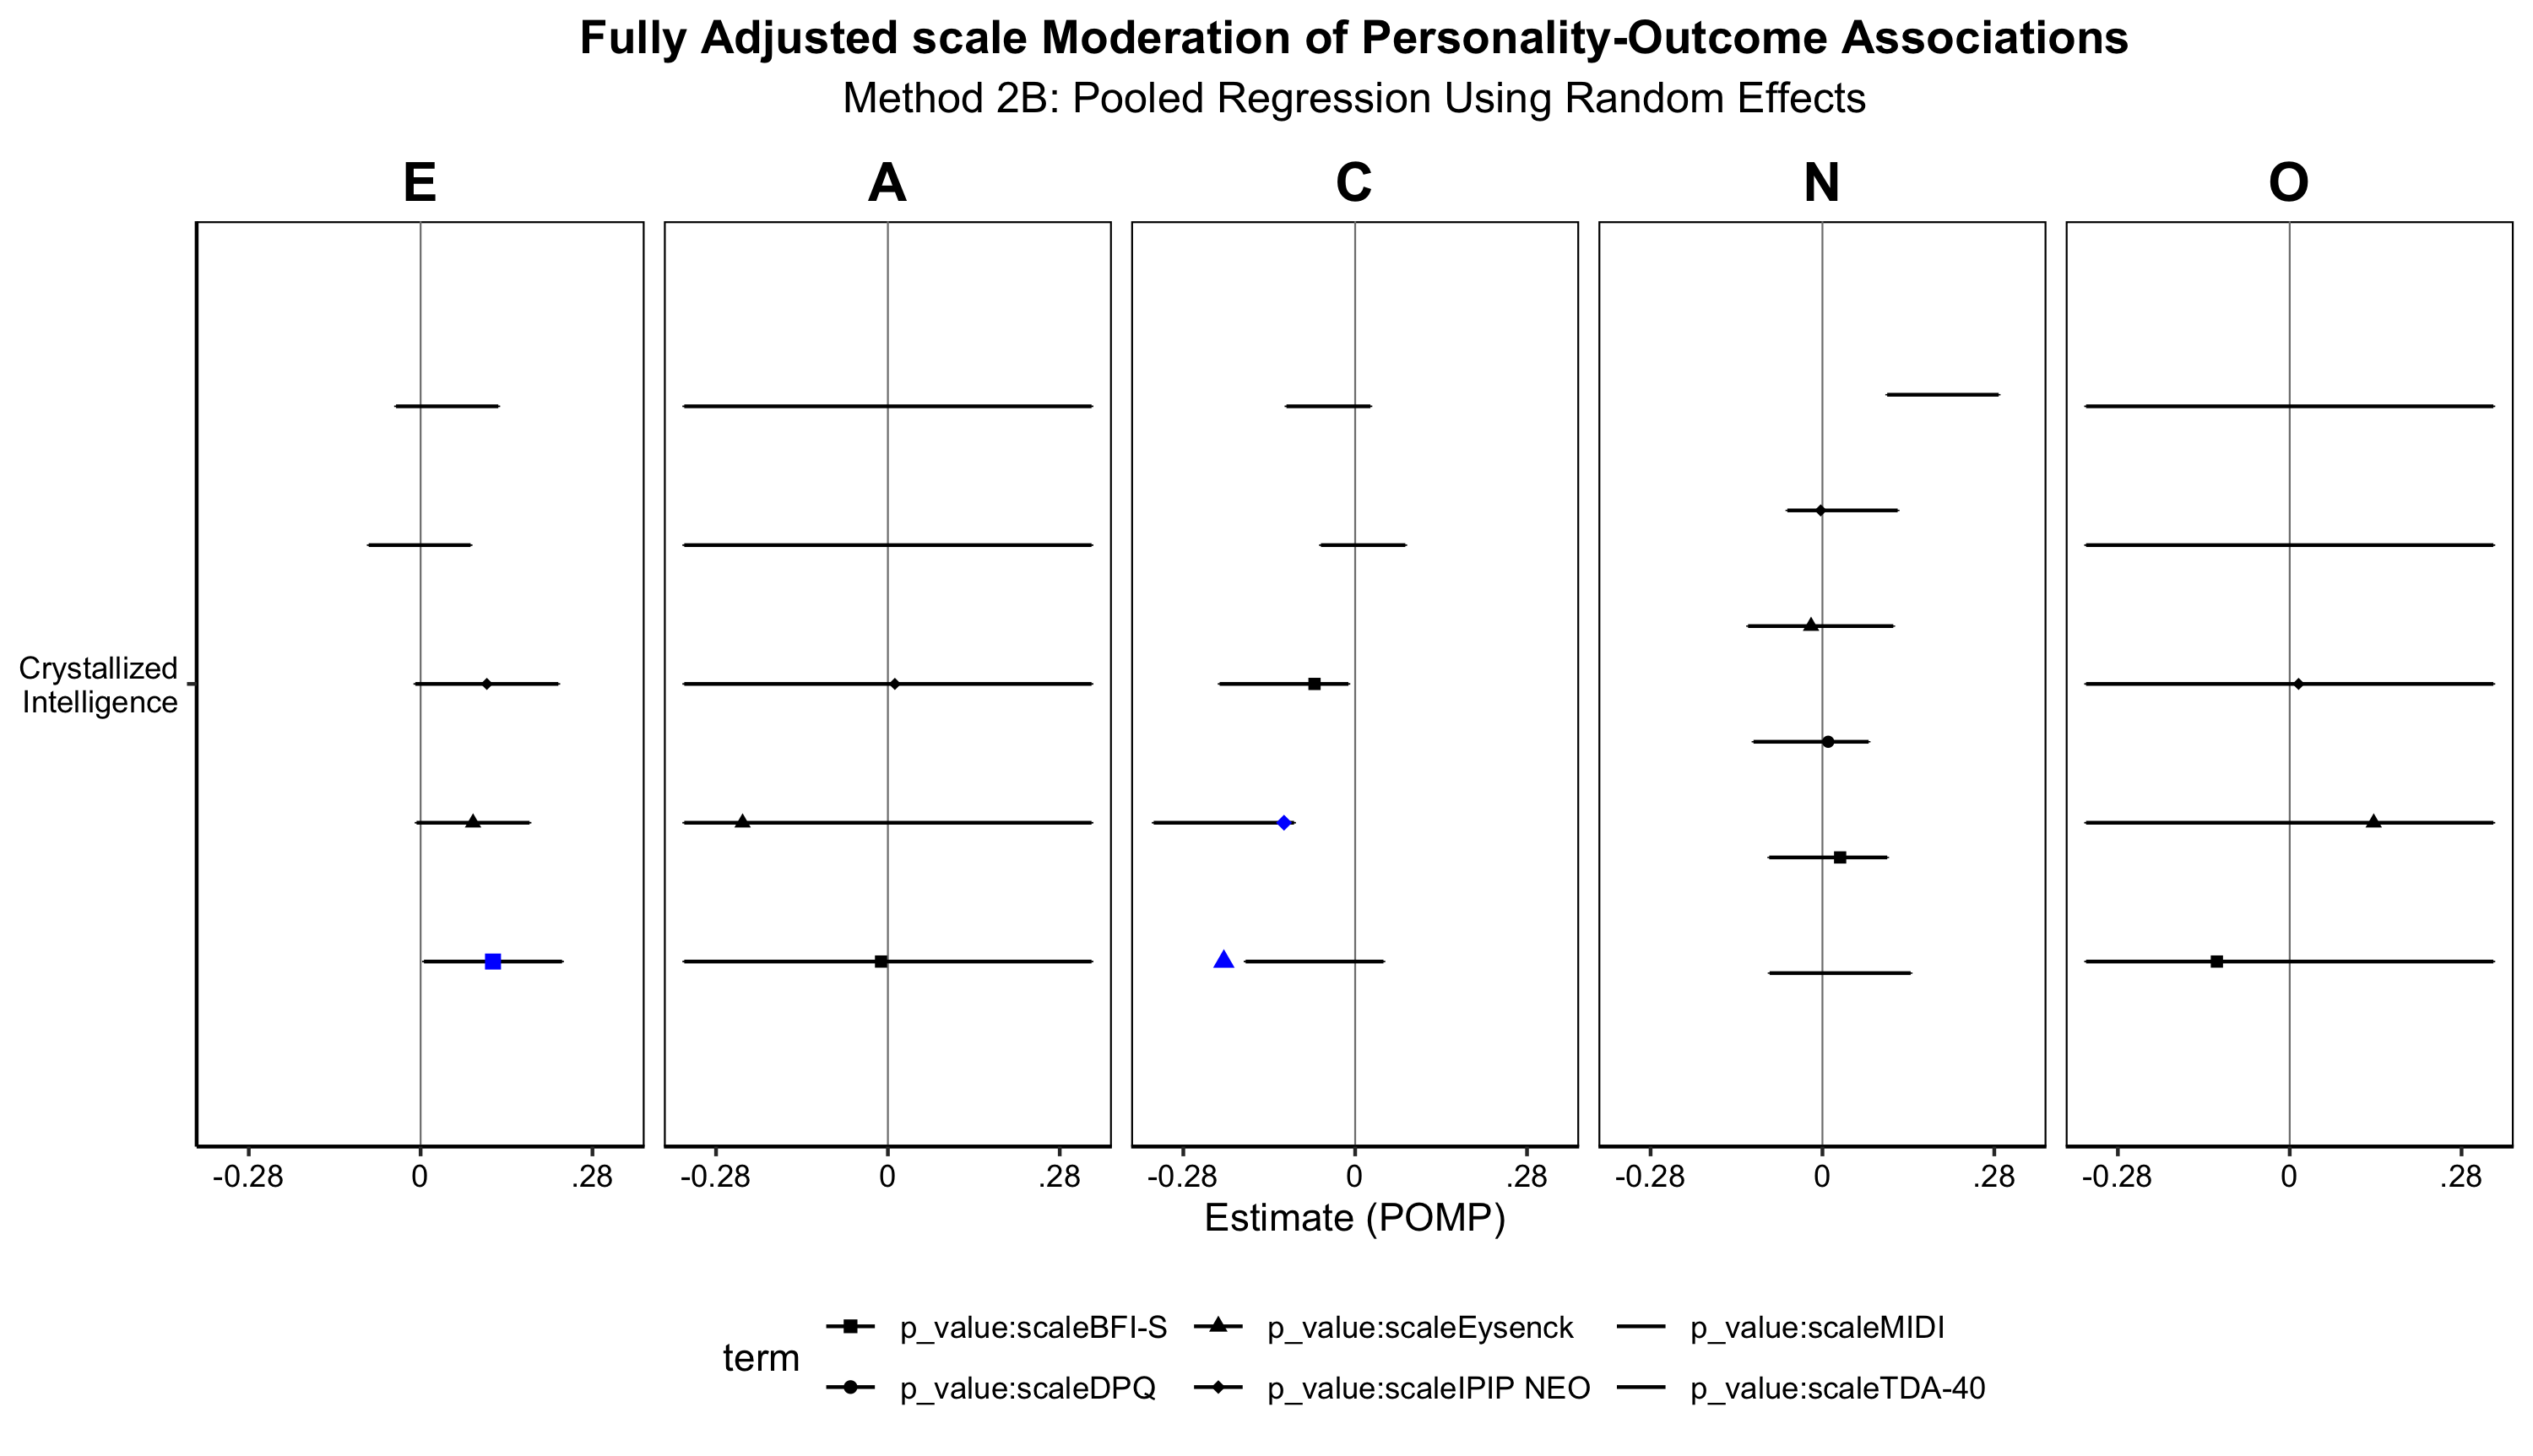 Fully Adjusted scale Moderation of Personality-Outcome Associations
Method 2B: Pooled Regression Using Random Effects
E A C N O
Crystallized
Intelligence
-0.28 0 .28 -0.28 0 .28 -0.28 0 .28 -0.28 0 .28 -0.28 0 .28
Estimate (POMP)
term
p_value:scaleBFI-S p_value:scaleEysenck p_value:scaleMIDI
p_value:scaleDPQ p_value:scaleIPIP NEO p_value:scaleTDA-40